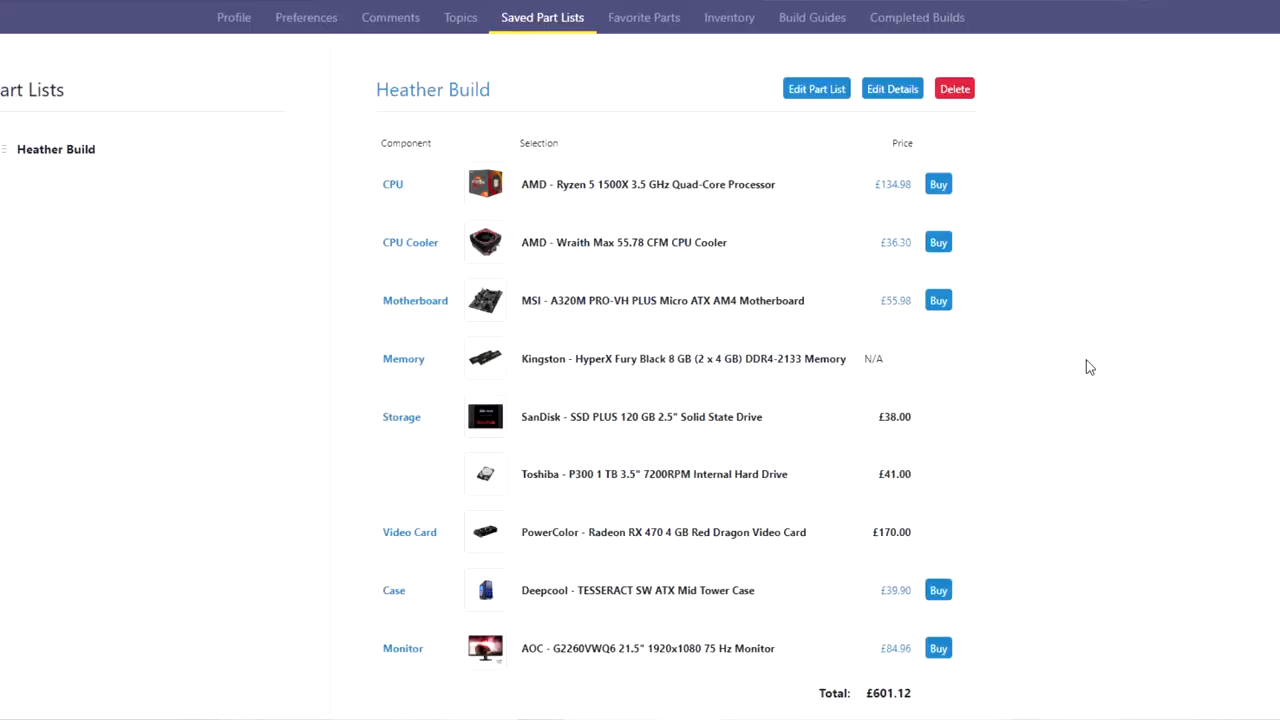 Profile Preferences Comments Topics Saved Part Lists Favorite Parts Inventory Build Guides Completed Builds
art Lists
Heather Build
Heather Build Edit Part List Edit Details Delete
Component Selection Price
CPU AMD - Ryzen 5 1500X 3.5 GHz Quad-Core Processor £134.98 Buy
CPU Cooler AMD - Wraith Max 55.78 CFM CPU Cooler £36.30 Buy
Motherboard MSI - A320M PRO-VH PLUS Micro ATX AM4 Motherboard £55.98 Buy
Memory Kingston - HyperX Fury Black 8 GB (2 x 4 GB) DDR4-2133 Memory N/A
Storage SanDisk - SSD PLUS 120 GB 2.5" Solid State Drive £38.00
Toshiba - P300 1 TB 3.5" 7200RPM Internal Hard Drive £41.00
Video Card PowerColor - Radeon RX 470 4 GB Red Dragon Video Card £170.00
Case Deepcool - TESSERACT SW ATX Mid Tower Case £39.90 Buy
Monitor AOC - G2260VWQ6 21.5" 1920x1080 75 Hz Monitor £84.96 Buy
Total: £601.12